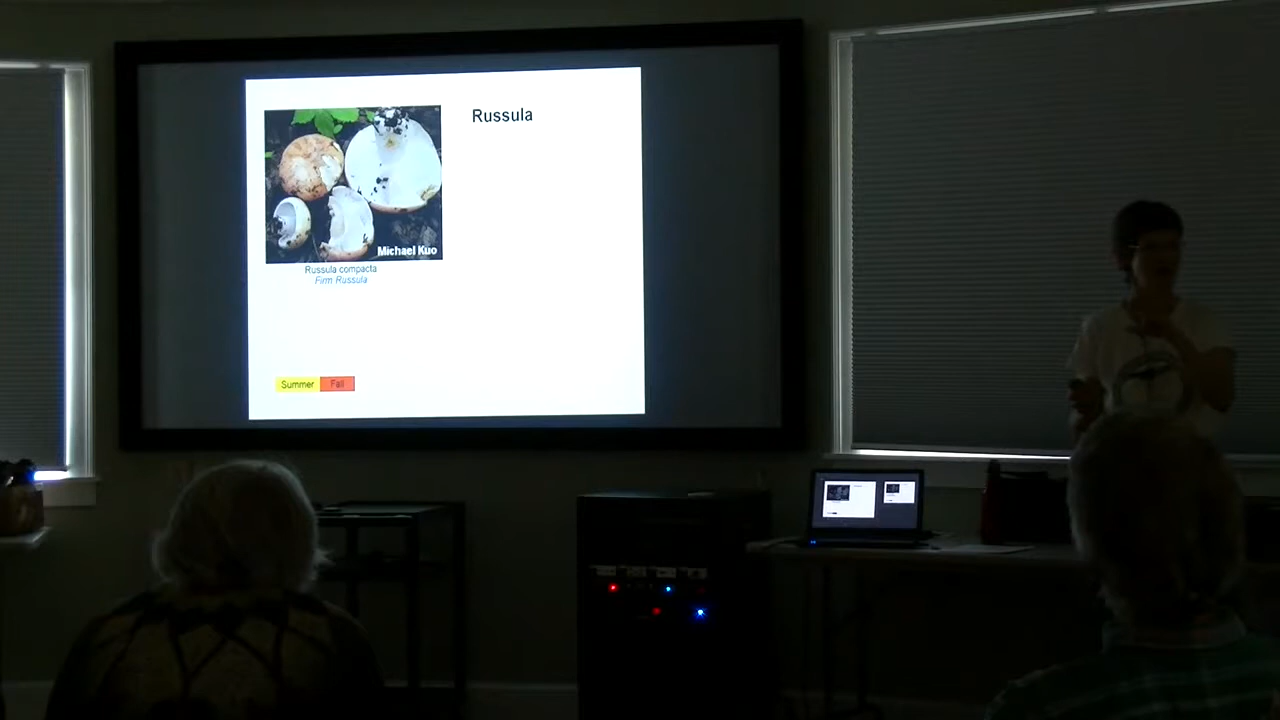 Russula
Michael Kuo
Russula compacta
Firm Russula
Summer
Fall